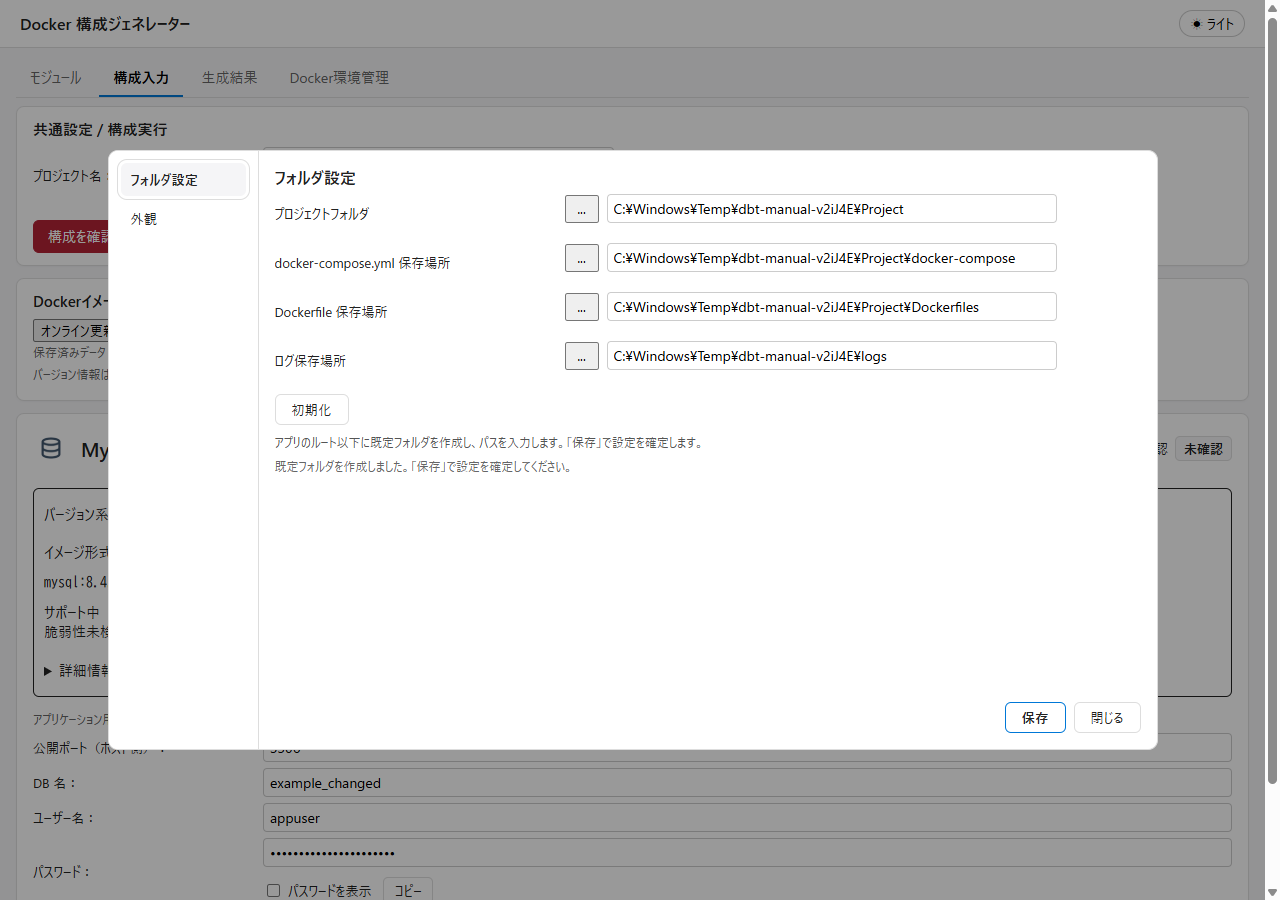 Docker 構成ジェネレーター
ライト
モジュール
構成入力
生成結果
Docker環境管理
共通設定 / 構成実行
プロジェクト名：
構成を確認
Dockerイメー
オンライン更新
保存済みデータ
バージョン情報は
My
認
未確認
バージョン系
イメージ形式
mysql:8.4
サポート中
脆弱性未検
▶ 詳細情報
アプリケーション用
フォルダ設定
外観
フォルダ設定
プロジェクトフォルダ
...
C:¥Windows¥Temp¥dbt-manual-v2iJ4E¥Project
docker-compose.yml 保存場所
...
C:¥Windows¥Temp¥dbt-manual-v2iJ4E¥Project¥docker-compose
Dockerfile 保存場所
...
C:¥Windows¥Temp¥dbt-manual-v2iJ4E¥Project¥Dockerfiles
ログ保存場所
...
C:¥Windows¥Temp¥dbt-manual-v2iJ4E¥logs
初期化
アプリのルート以下に既定フォルダを作成し、パスを入力します。「保存」で設定を確定します。
既定フォルダを作成しました。「保存」で設定を確定してください。
保存
閉じる
公開ポート（ホスト側）：
DB 名：
example_changed
ユーザー名：
appuser
パスワード：
••••••••••••••••••••••
パスワードを表示
コピー